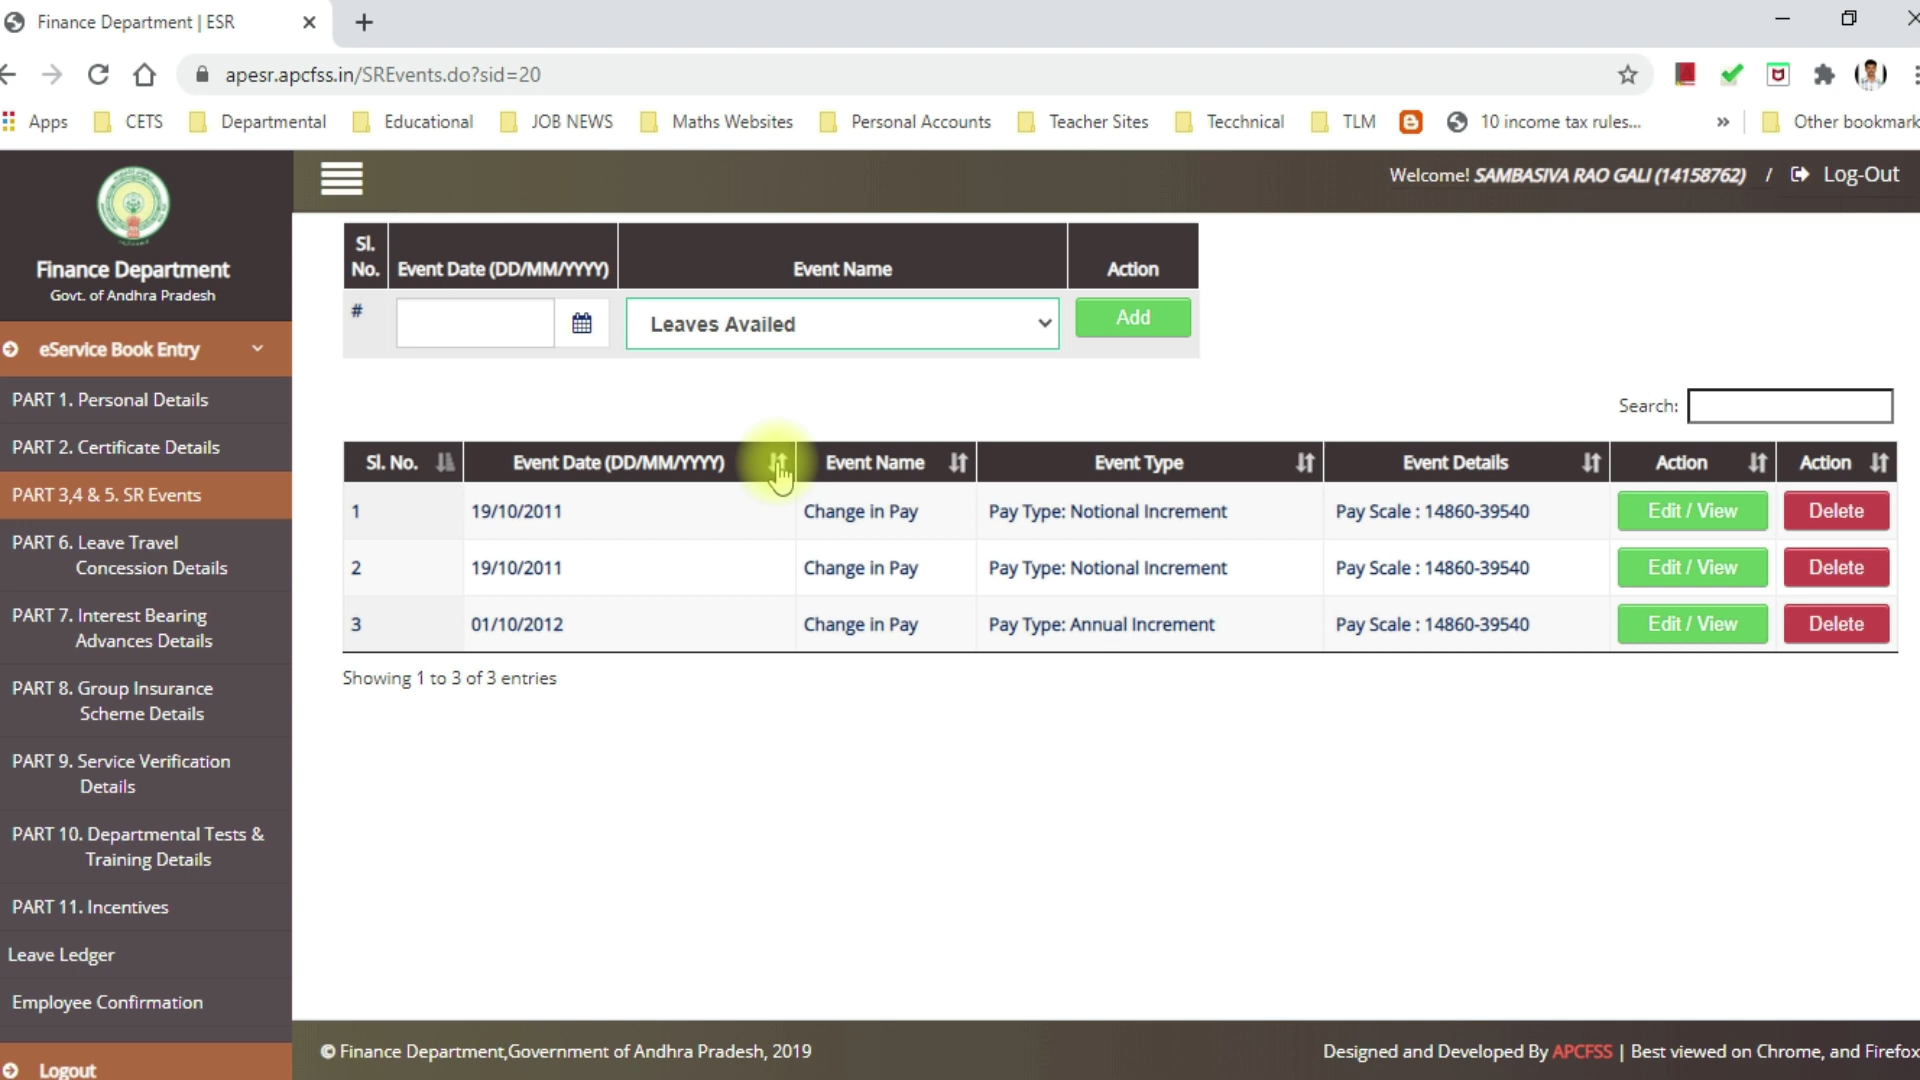 Finance Department | ESR
apesr.apcfss.in/SREvents.do?sid=20
Apps CETS Departmental Educational JOB NEWS Maths Websites Personal Accounts Teacher Sites Tecchnical TLM 10 income tax rules... » Other bookmark
Welcome! SAMBASIVA RAO GALI (14158762) / Log-Out
Finance Department
Govt. of Andhra Pradesh
eService Book Entry
PART 1. Personal Details
PART 2. Certificate Details
PART 3,4 & 5. SR Events
PART 6. Leave Travel
Concession Details
PART 7. Interest Bearing
Advances Details
PART 8. Group Insurance
Scheme Details
PART 9. Service Verification
Details
PART 10. Departmental Tests &
Training Details
PART 11. Incentives
Leave Ledger
Employee Confirmation
Logout
Sl. No. Event Date (DD/MM/YYYY) Event Name Action
# Leaves Availed Add
Search:
Sl. No. Event Date (DD/MM/YYYY) Event Name Event Type Event Details Action Action
1 19/10/2011 Change in Pay Pay Type: Notional Increment Pay Scale : 14860-39540 Edit / View Delete
2 19/10/2011 Change in Pay Pay Type: Notional Increment Pay Scale : 14860-39540 Edit / View Delete
3 01/10/2012 Change in Pay Pay Type: Annual Increment Pay Scale : 14860-39540 Edit / View Delete
Showing 1 to 3 of 3 entries
© Finance Department,Government of Andhra Pradesh, 2019
Designed and Developed By APCFSS | Best viewed on Chrome, and Firefox